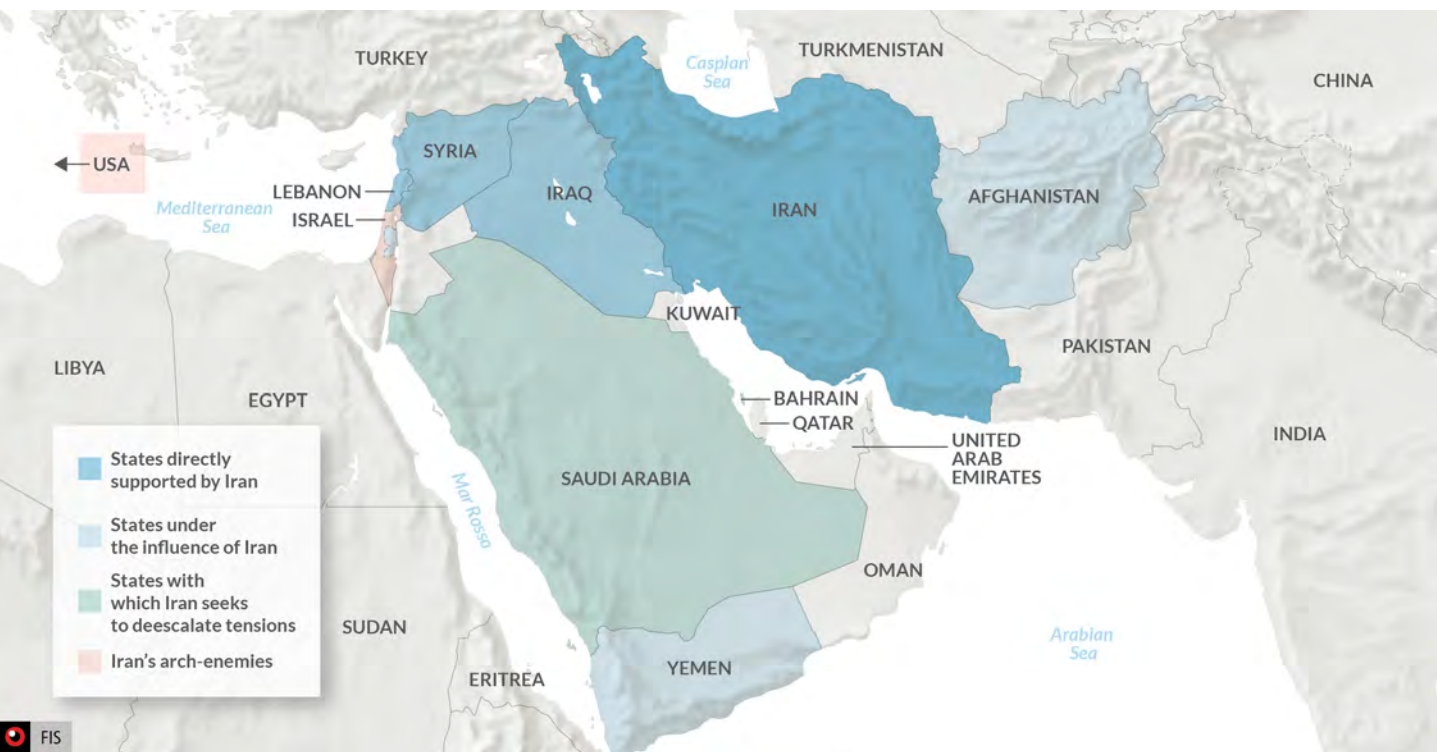 TURKEY
Caspian
Sea
TURKMENISTAN
CHINA
USA
SYRIA
LEBANON
IRAQ
IRAN
AFGHANISTAN
Mediterranean
Sea
ISRAEL
KUWAIT
PAKISTAN
LIBYA
EGYPT
BAHRAIN
QATAR
UNITED
ARAB
EMIRATES
INDIA
SAUDI ARABIA
Mar Rosso
OMAN
SUDAN
Arabian
Sea
YEMEN
ERITREA
States directly
supported by Iran
States under
the influence of Iran
States with
which Iran seeks
to deescalate tensions
Iran's arch-enemies
FIS